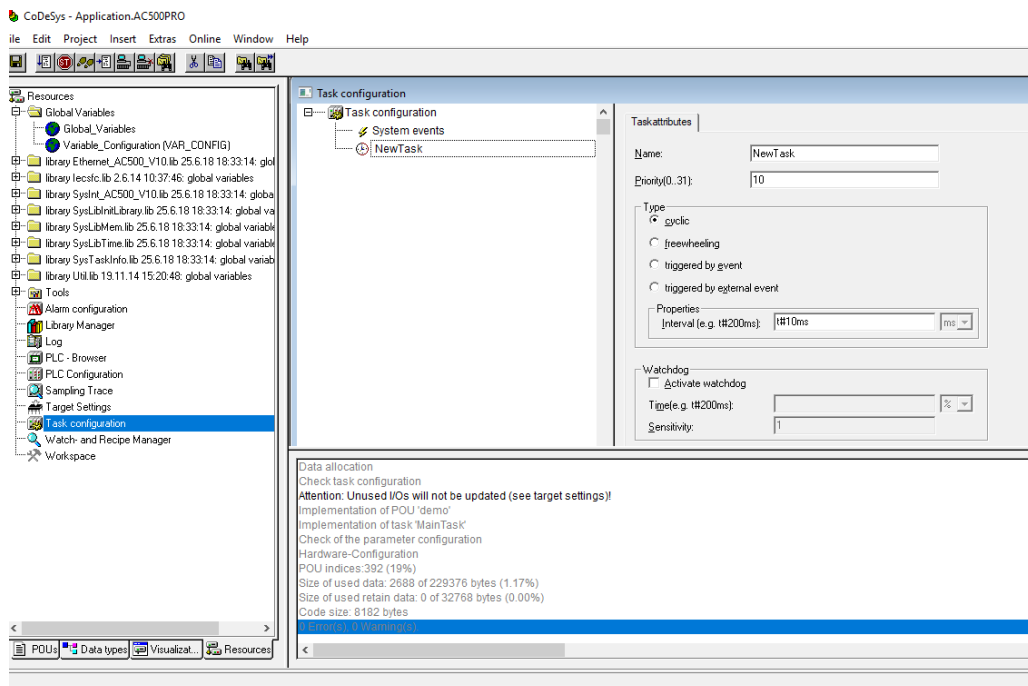 CoDeSys - Application.AC500PRO
ile Edit Project Insert Extras Online Window Help
Resources
Global Variables
Global_Variables
Variable_Configuration (VAR_CONFIG)
library Ethernet_AC500_V10.lib 25.6.18 18:33:14: glol
library Iecsfc.lib 2.6.14 10:37:46: global variables
library SysInt_AC500_V10.lib 25.6.18 18:33:14: globa
library SysLibInitLibrary.lib 25.6.18 18:33:14: global va
library SysLibMem.lib 25.6.18 18:33:14: global variable
library SysLibTime.lib 25.6.18 18:33:14: global variable
library SysTaskInfo.lib 25.6.18 18:33:14: global variab
library Util.lib 19.11.14 15:20:48: global variables
Tools
Alarm configuration
Library Manager
Log
PLC - Browser
PLC Configuration
Sampling Trace
Target Settings
Task configuration
Watch- and Recipe Manager
Workspace
POUs Data types Visualizat... Resources
Task configuration
Task configuration
System events
NewTask
Taskattributes
Name: NewTask
Priority(0..31): 10
Type
cyclic
freewheeling
triggered by event
triggered by external event
Properties
Interval (e.g. t#200ms): t#10ms ms
Watchdog
Activate watchdog
Time(e.g. t#200ms): %
Sensitivity: 1
Data allocation
Check task configuration
Attention: Unused I/Os will not be updated (see target settings)!
Implementation of POU 'demo'
Implementation of task 'MainTask'
Check of the parameter configuration
Hardware-Configuration
POU indices:392 (19%)
Size of used data: 2688 of 229376 bytes (1.17%)
Size of used retain data: 0 of 32768 bytes (0.00%)
Code size: 8182 bytes
0 Error(s), 0 Warning(s)